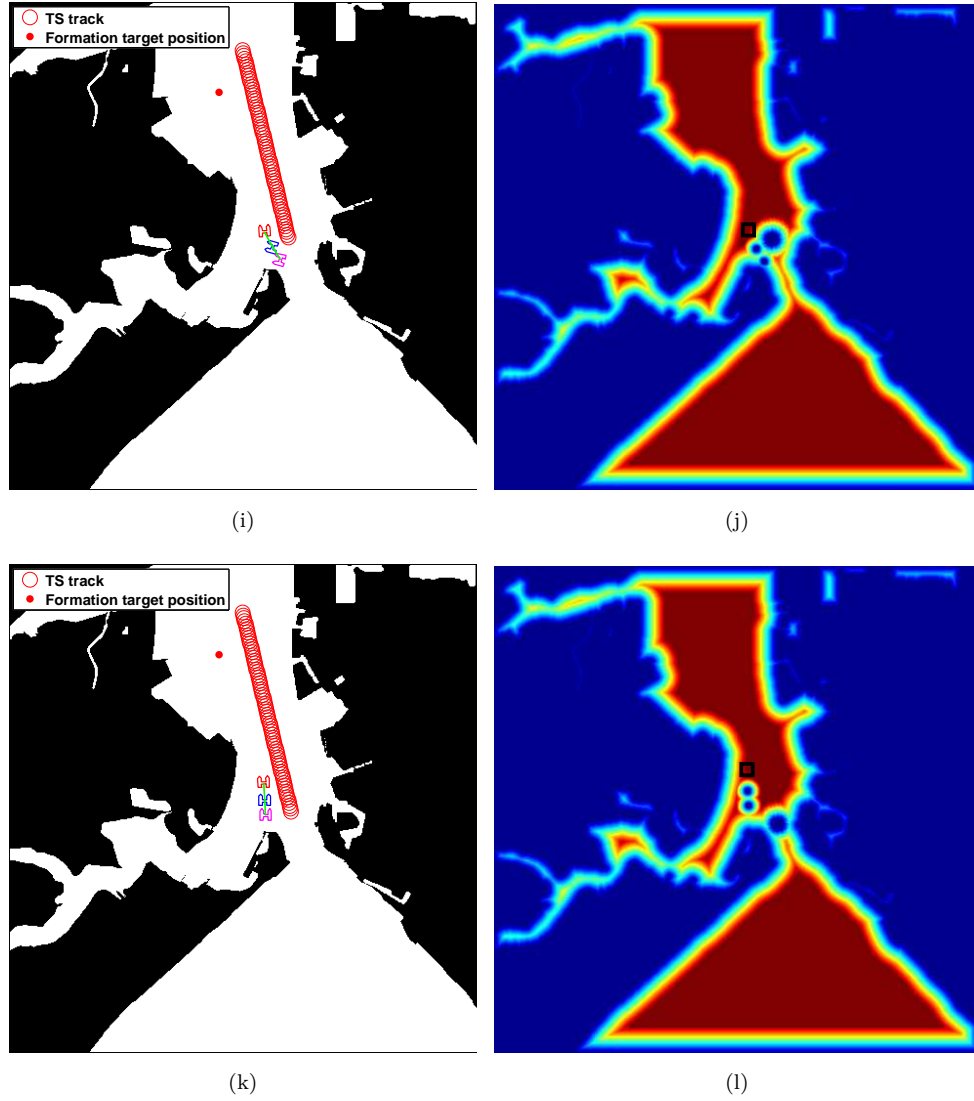 TS track
Formation target position
(i)
(j)
TS track
Formation target position
(k)
(l)